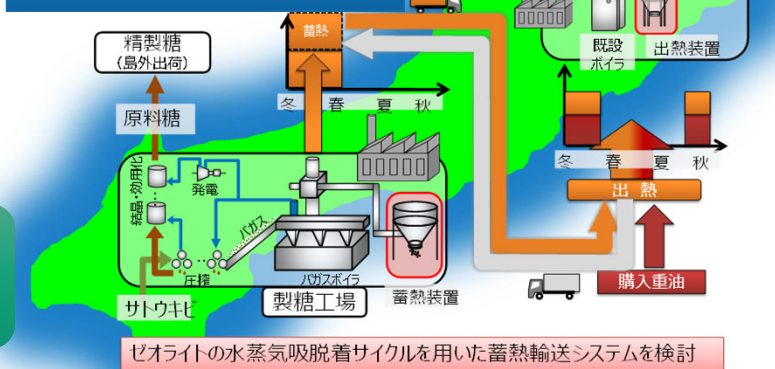 蓄熱
精製糖
(島外出荷)
既設
ボイラ
出熱装置
冬 春 夏 秋
原料糖
冬 春 夏 秋
結晶・効用化
発電
出熱
バガス
圧搾
バガスボイラ
蓄熱装置
購入重油
サトウキビ
製糖工場
ゼオライトの水蒸気吸脱着サイクルを用いた蓄熱輸送システムを検討